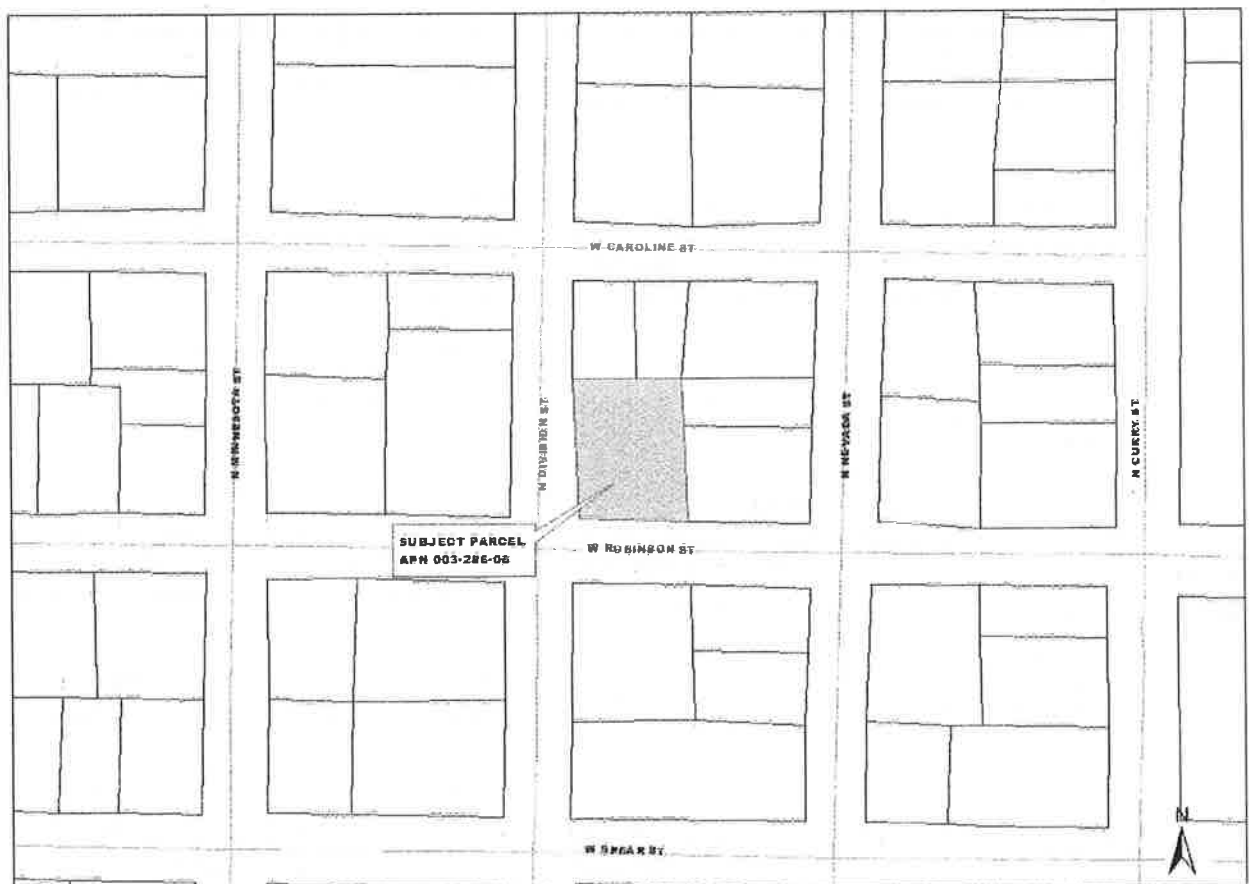 W CAROLINE ST
N MINNESOTA ST
N DIVISION ST
N NEVADA ST
N CURRY ST
SUBJECT PARCEL
APN 003-286-06
W ROBINSON ST
W SPEAR ST
N